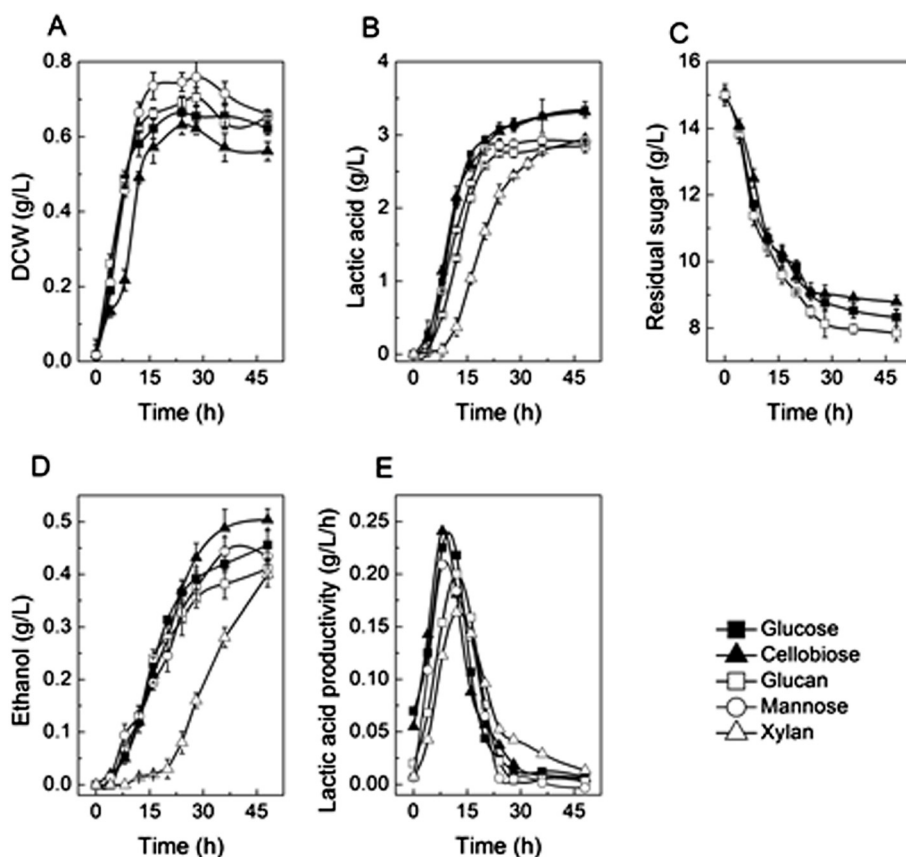 A
DCW (g/L)
0.8
0.6
0.4
0.2
0.0
0 15 30 45
Time (h)
B
Lactic acid (g/L)
4
3
2
1
0
0 15 30 45
Time (h)
C
Residual sugar (g/L)
16
14
12
10
8
0 15 30 45
Time (h)
D
Ethanol (g/L)
0.5
0.4
0.3
0.2
0.1
0.0
0 15 30 45
Time (h)
E
Lactic acid productivity (g/L/h)
0.25
0.20
0.15
0.10
0.05
0.00
0 15 30 45
Time (h)
Glucose
Cellobiose
Glucan
Mannose
Xylan